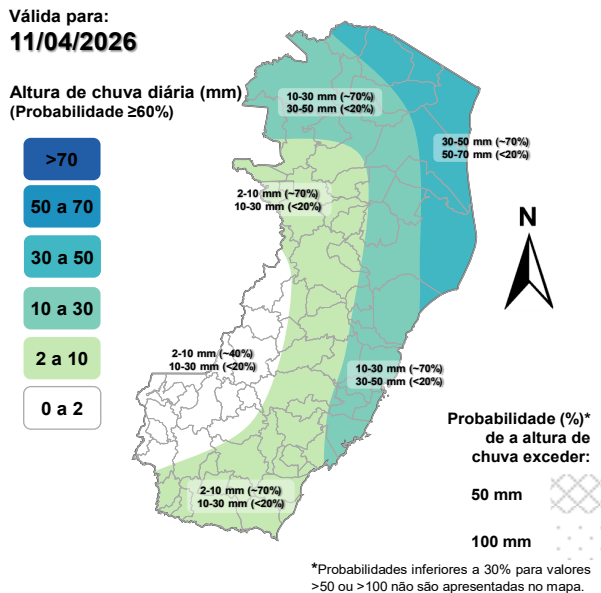 Válida para:
11/04/2026
Altura de chuva diária (mm)
(Probabilidade ≥60%)
>70
50 a 70
30 a 50
10 a 30
2 a 10
0 a 2
10-30 mm (~70%)
30-50 mm (<20%)
30-50 mm (~70%)
50-70 mm (<20%)
2-10 mm (~70%)
10-30 mm (<20%)
N
2-10 mm (~40%)
10-30 mm (<20%)
10-30 mm (~70%)
30-50 mm (<20%)
2-10 mm (~70%)
10-30 mm (<20%)
Probabilidade (%)*
de a altura de
chuva exceder:
50 mm
100 mm
*Probabilidades inferiores a 30% para valores
>50 ou >100 não são apresentadas no mapa.